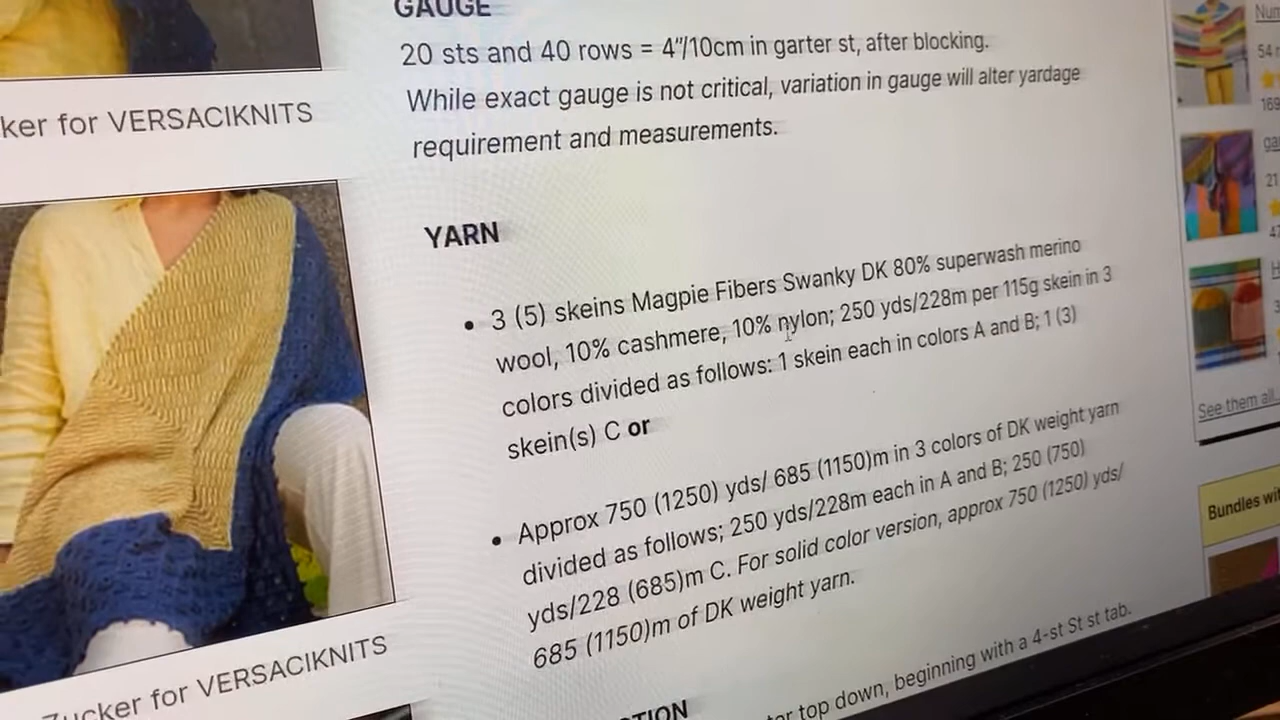 GAUGE
20 sts and 40 rows = 4"/10cm in garter st, after blocking.
While exact gauge is not critical, variation in gauge will alter yardage
requirement and measurements.
ker for VERSACIKNITS
YARN
• 3 (5) skeins Magpie Fibers Swanky DK 80% superwash merino
wool, 10% cashmere, 10% nylon; 250 yds/228m per 115g skein in 3
colors divided as follows: 1 skein each in colors A and B; 1 (3)
skein(s) C or
• Approx 750 (1250) yds/ 685 (1150)m in 3 colors of DK weight yarn
divided as follows; 250 yds/228m each in A and B; 250 (750)
yds/228 (685)m C. For solid color version, approx 750 (1250) yds/
685 (1150)m of DK weight yarn.
Zucker for VERSACIKNITS
top down, beginning with a 4-st St st tab.
54
169
21
See them all
Bundles wi